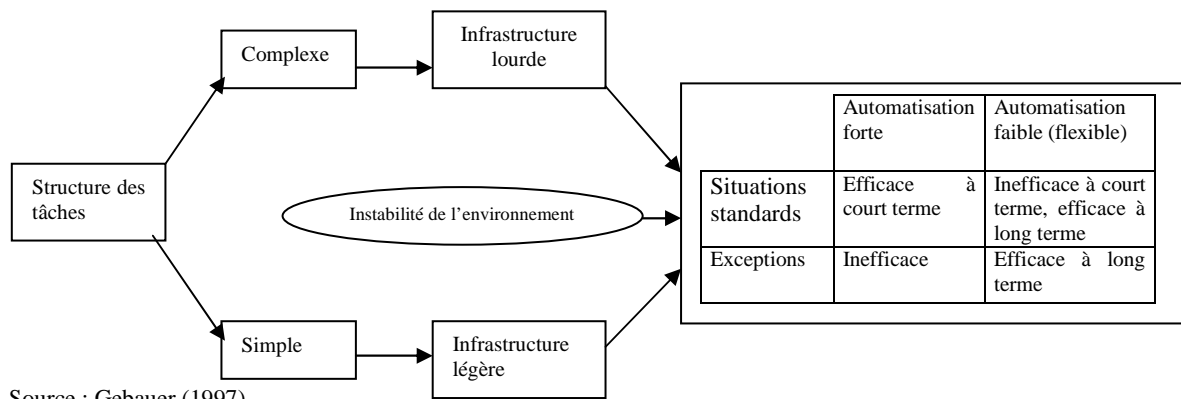 Complexe
Infrastructure
lourde
Structure des
tâches
Instabilité de l'environnement
Simple
Infrastructure
légère
Automatisation
forte
Automatisation
faible (flexible)
Situations
standards
Efficace à
court terme
Inefficace à court
terme, efficace à
long terme
Exceptions
Inefficace
Efficace à long
terme
Source : Gebauer (1997)